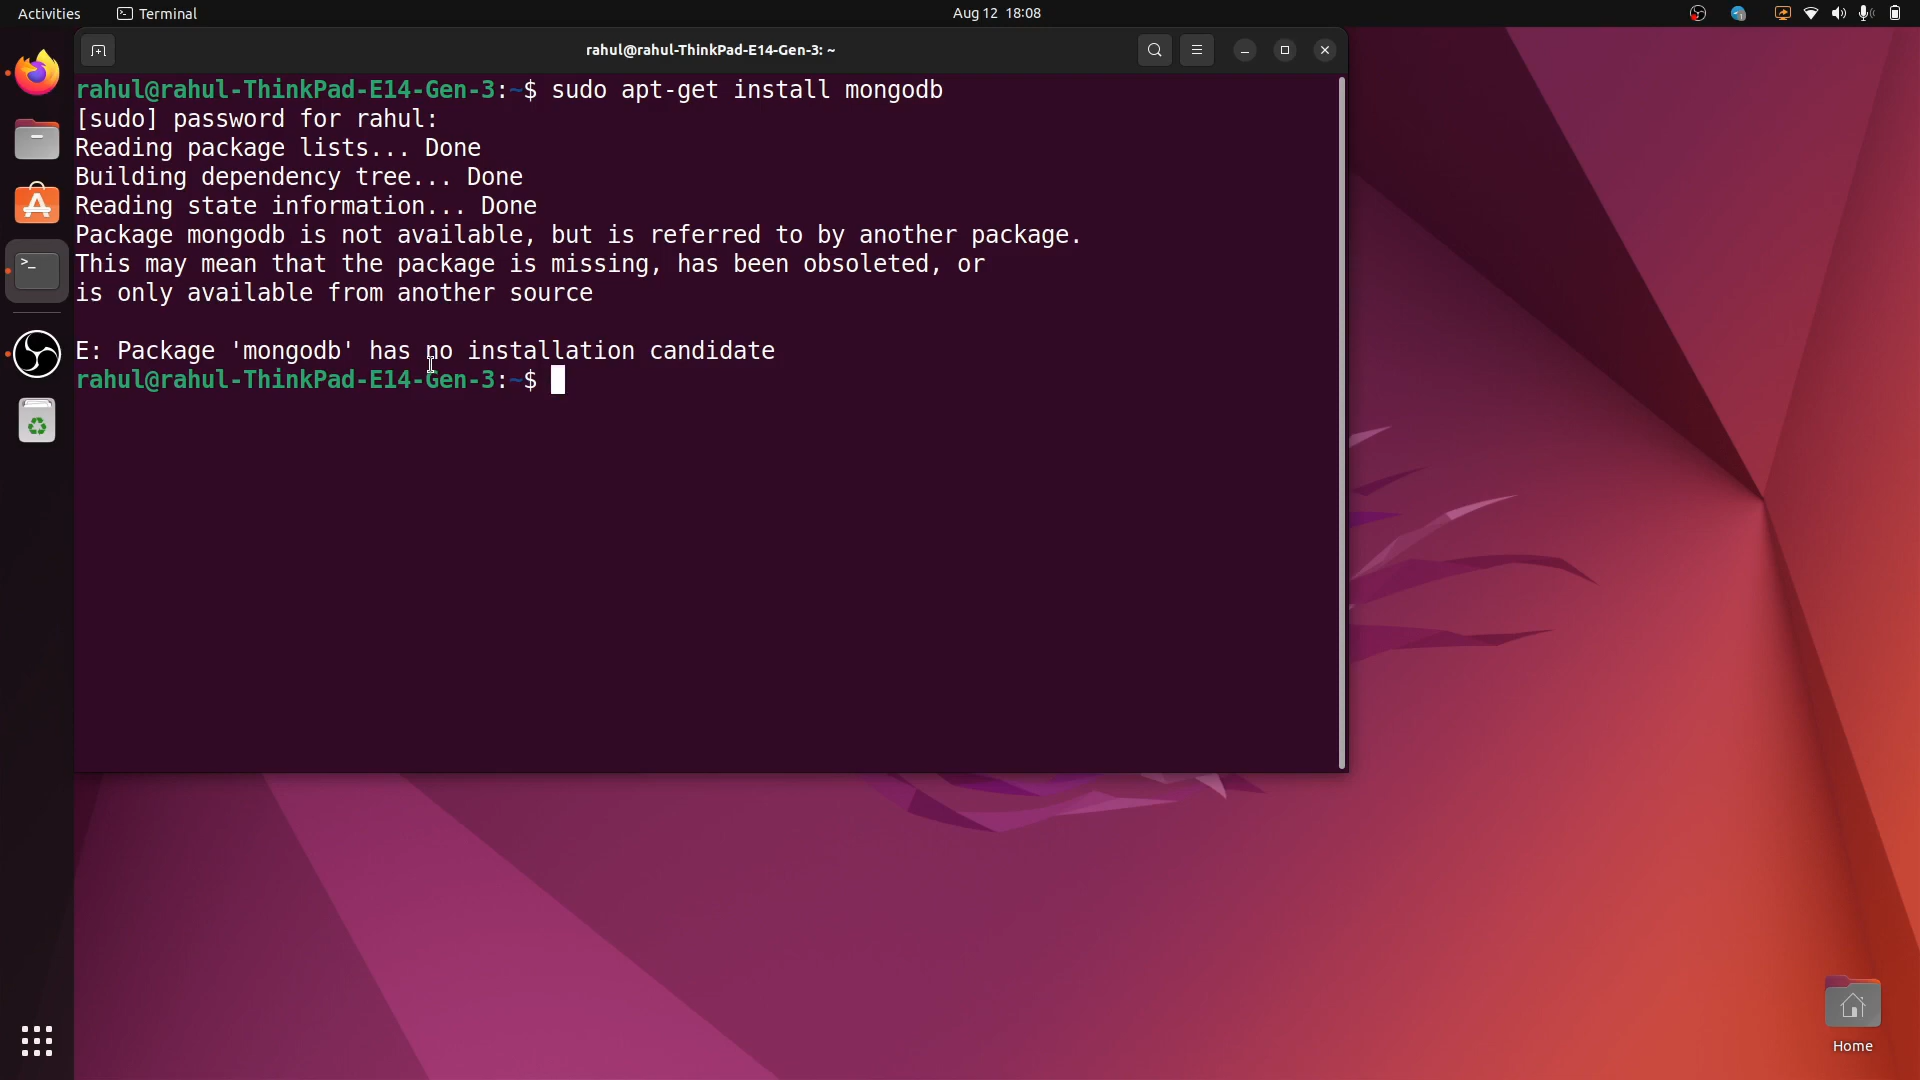 Activities
Terminal
Aug 12 18:08
rahul@rahul-ThinkPad-E14-Gen-3: ~
rahul@rahul-ThinkPad-E14-Gen-3:~$ sudo apt-get install mongodb
[sudo] password for rahul:
Reading package lists... Done
Building dependency tree... Done
Reading state information... Done
Package mongodb is not available, but is referred to by another package.
This may mean that the package is missing, has been obsoleted, or
is only available from another source
E: Package 'mongodb' has no installation candidate
rahul@rahul-ThinkPad-E14-Gen-3:~$
Home